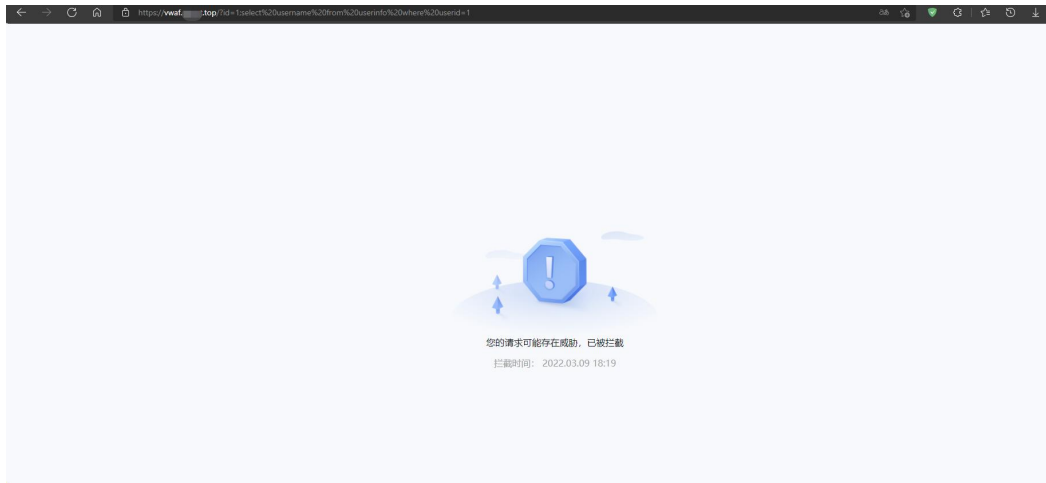 https://vwaf. .top/?id=1;select%20username%20from%20userinfo%20where%20userid=1
您的请求可能存在威胁，已被拦截
拦截时间： 2022.03.09 18:19